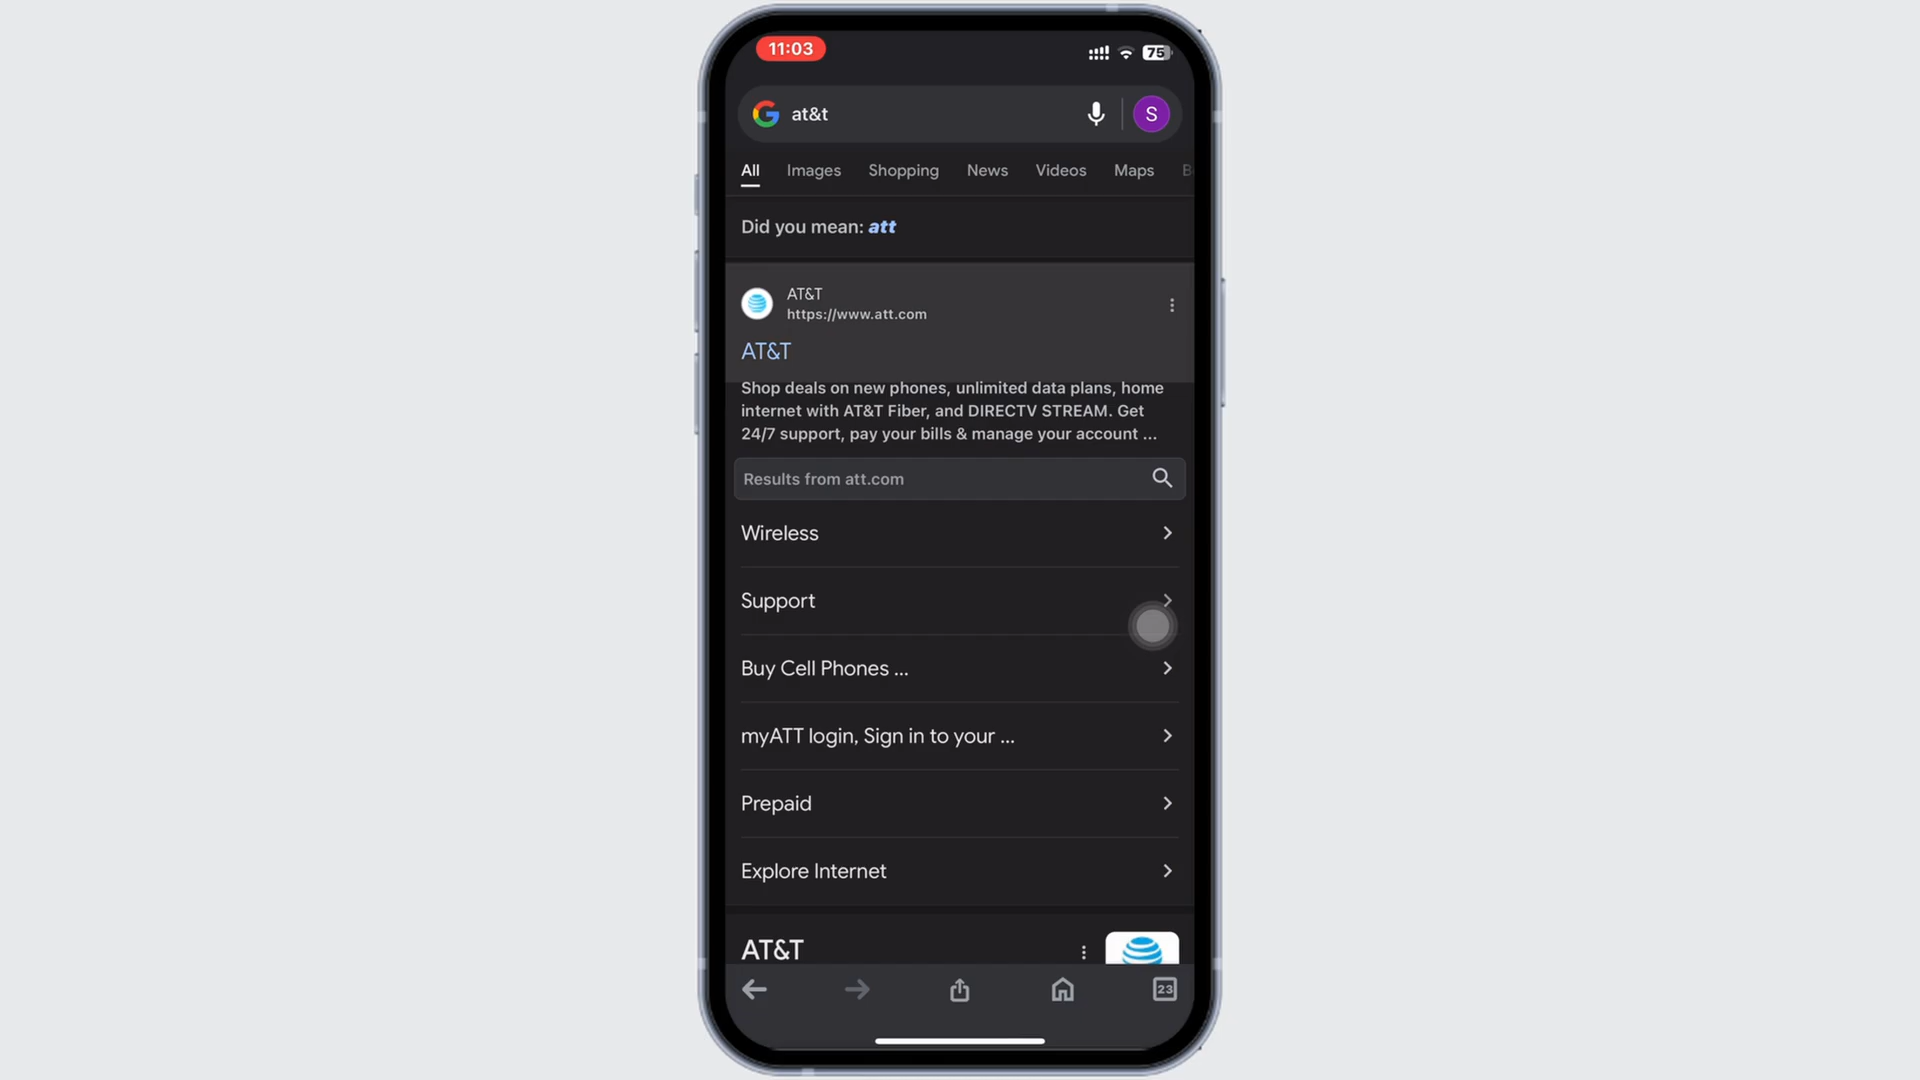 11:03
75
at&t
S
All Images Shopping News Videos Maps
Did you mean: att
AT&T
https://www.att.com
AT&T
Shop deals on new phones, unlimited data plans, home
internet with AT&T Fiber, and DIRECTV STREAM. Get
24/7 support, pay your bills & manage your account ...
Results from att.com
Wireless
Support
Buy Cell Phones ...
myATT login, Sign in to your ...
Prepaid
Explore Internet
AT&T
23